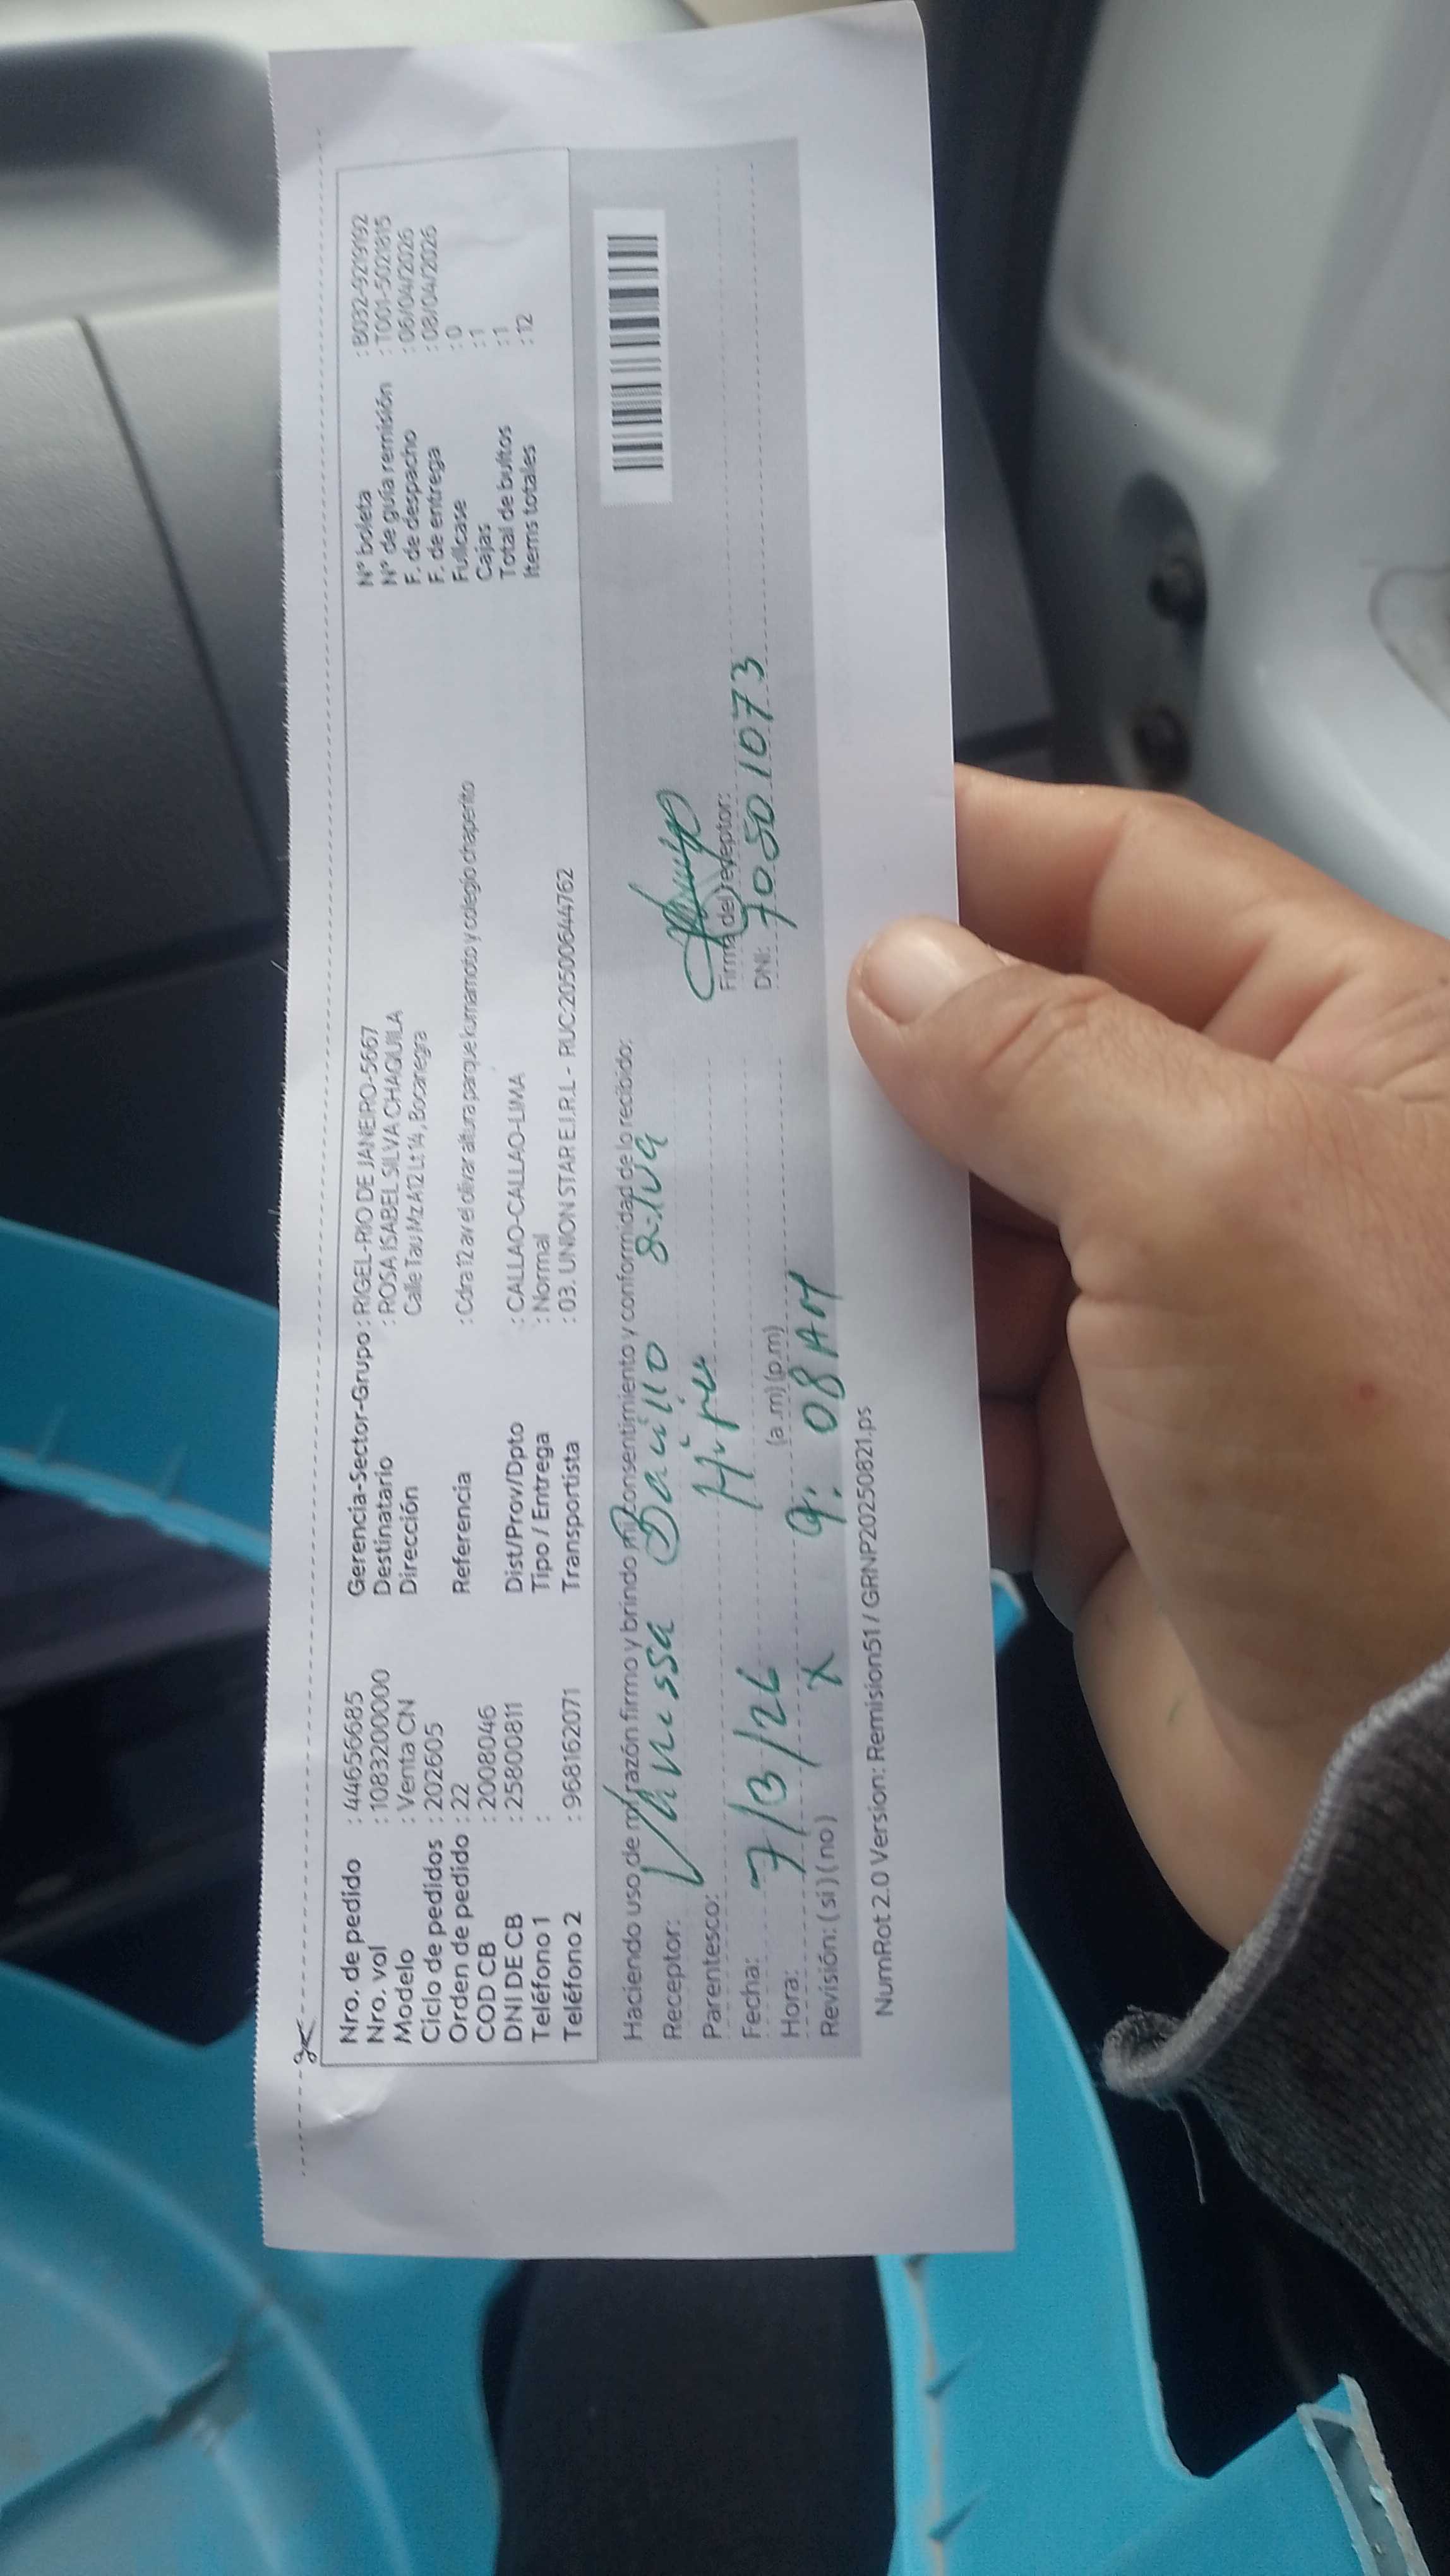 Nro. de pedido : 44656685
Nro. vol : 1083200000
Modelo : Venta CN
Ciclo de pedidos : 202605
Orden de pedido : 22
COD CB : 2008046
DNI DE CB : 25800811
Teléfono 1 :
Teléfono 2 : 968162071
Gerencia-Sector-Grupo : RIGEL-RIO DE JANEIRO-5667
Destinatario : ROSA ISABEL SILVA CHAQUILA
Dirección Calle Tau Mz A12 Lt 14, Bocanegra
Referencia : Cdra 12 av el olivar altura parque kumamoto y colegio chaperito
Dist/Prov/Dpto : CALLAO-CALLAO-LIMA
Tipo / Entrega : Normal
Transportista : 03. UNION STAR E.I.R.L - RUC:20500644762
N° boleta : B032-9219192
N° de guía remisión : T001-5021815
F. de despacho : 06/04/2026
F. de entrega : 08/04/2026
Fullcase : 0
Cajas : 1
Total de bultos : 1
Items totales : 12
Haciendo uso de mi razón firmo y brindo mi consentimiento y conformidad de lo recibido:
Receptor: Vanessa Silva
Parentesco: Hija
Fecha: 7/3/26
Hora: 9:08 AM (a.m) (p.m)
Revisión: ( si ) ( no ) X
Firma del receptor:
DNI: 70501073
NumRot 2.0 Version: Remision51 / GRNP20250821.ps